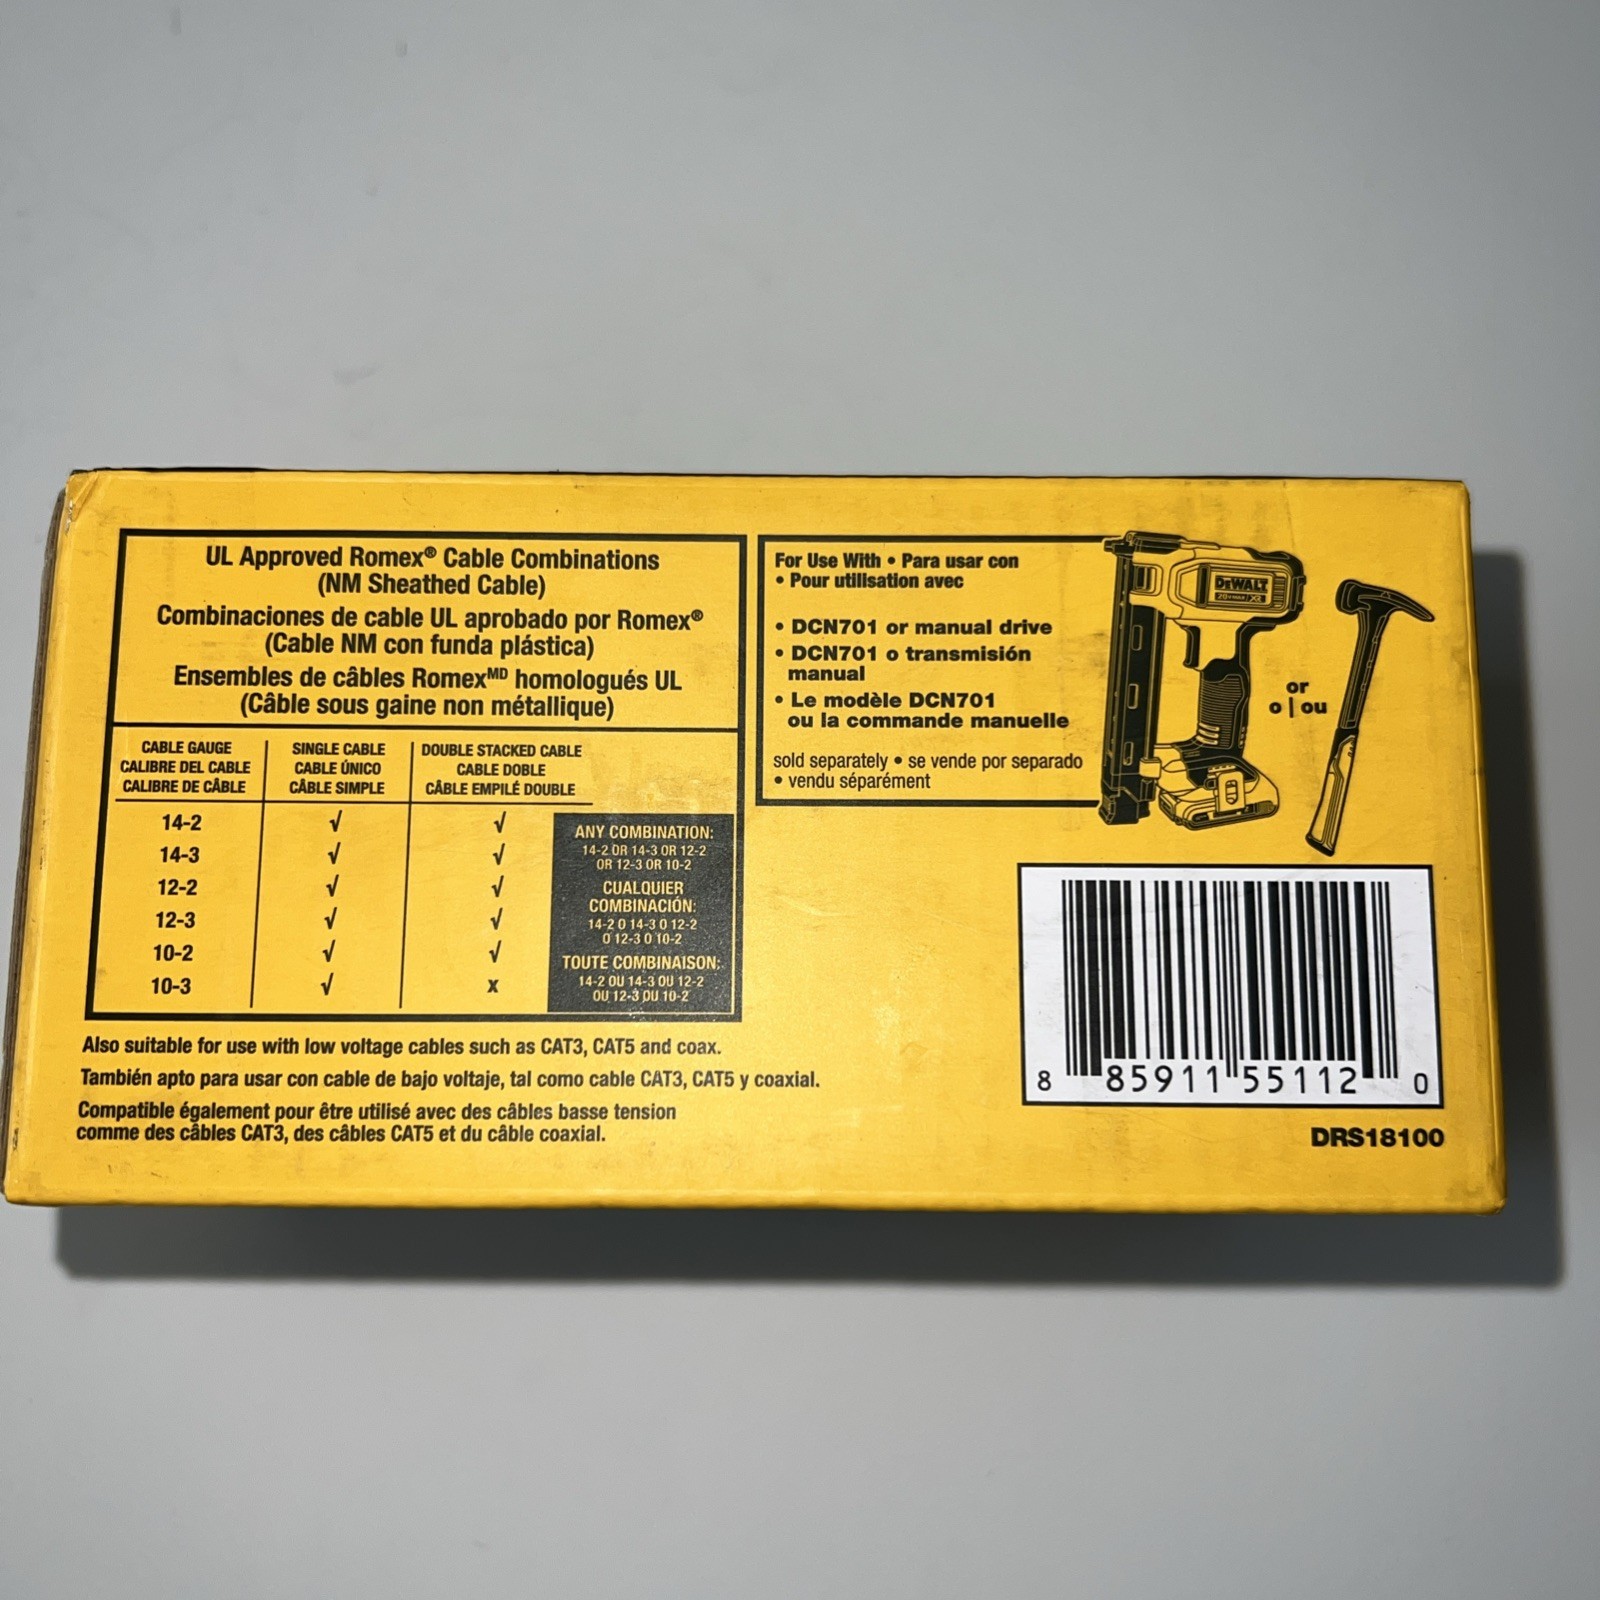 UL Approved Romex® Cable Combinations
(NM Sheathed Cable)
Combinaciones de cable UL aprobado por Romex®
(Cable NM con funda plástica)
Ensembles de câbles Romexᴹᴰ homologués UL
(Câble sous gaine non métallique)
CABLE GAUGE
CALIBRE DEL CABLE
CALIBRE DE CÂBLE
SINGLE CABLE
CABLE ÚNICO
CÂBLE SIMPLE
DOUBLE STACKED CABLE
CABLE DOBLE
CÂBLE EMPILÉ DOUBLE
14-2 √ √
14-3 √ √
12-2 √ √
12-3 √ √
10-2 √ √
10-3 √ x
ANY COMBINATION:
14-2 OR 14-3 OR 12-2
OR 12-3 OR 10-2
CUALQUIER
COMBINACIÓN:
14-2 O 14-3 O 12-2
O 12-3 O 10-2
TOUTE COMBINAISON:
14-2 OU 14-3 OU 12-2
OU 12-3 OU 10-2
Also suitable for use with low voltage cables such as CAT3, CAT5 and coax.
También apto para usar con cable de bajo voltaje, tal como cable CAT3, CAT5 y coaxial.
Compatible également pour être utilisé avec des câbles basse tension
comme des câbles CAT3, des câbles CAT5 et du câble coaxial.
For Use With • Para usar con
• Pour utilisation avec
• DCN701 or manual drive
• DCN701 o transmisión
manual
• Le modèle DCN701
ou la commande manuelle
sold separately • se vende por separado
• vendu séparément
DEWALT
20V MAX XR
or
o | ou
8 85911 55112 0
DRS18100